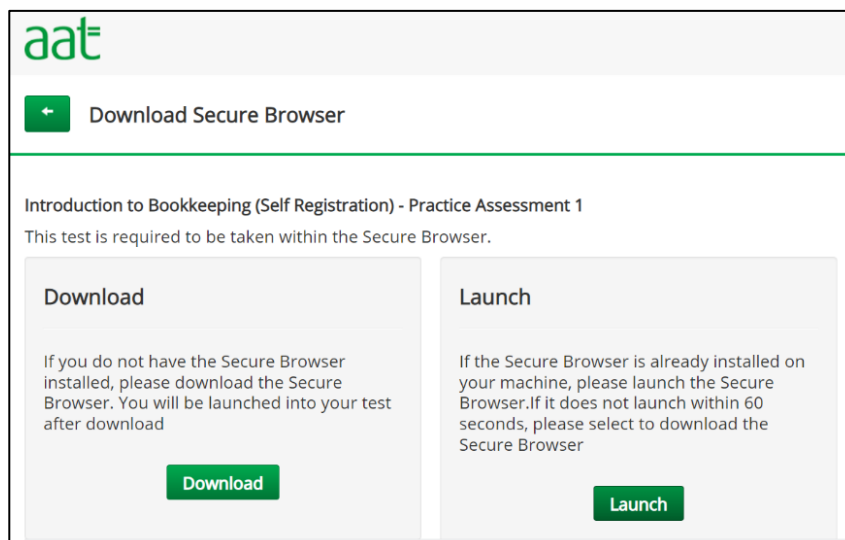 aat
Download Secure Browser
Introduction to Bookkeeping (Self Registration) - Practice Assessment 1
This test is required to be taken within the Secure Browser.
Download
If you do not have the Secure Browser
installed, please download the Secure
Browser. You will be launched into your test
after download
Download
Launch
If the Secure Browser is already installed on
your machine, please launch the Secure
Browser.If it does not launch within 60
seconds, please select to download the
Secure Browser
Launch